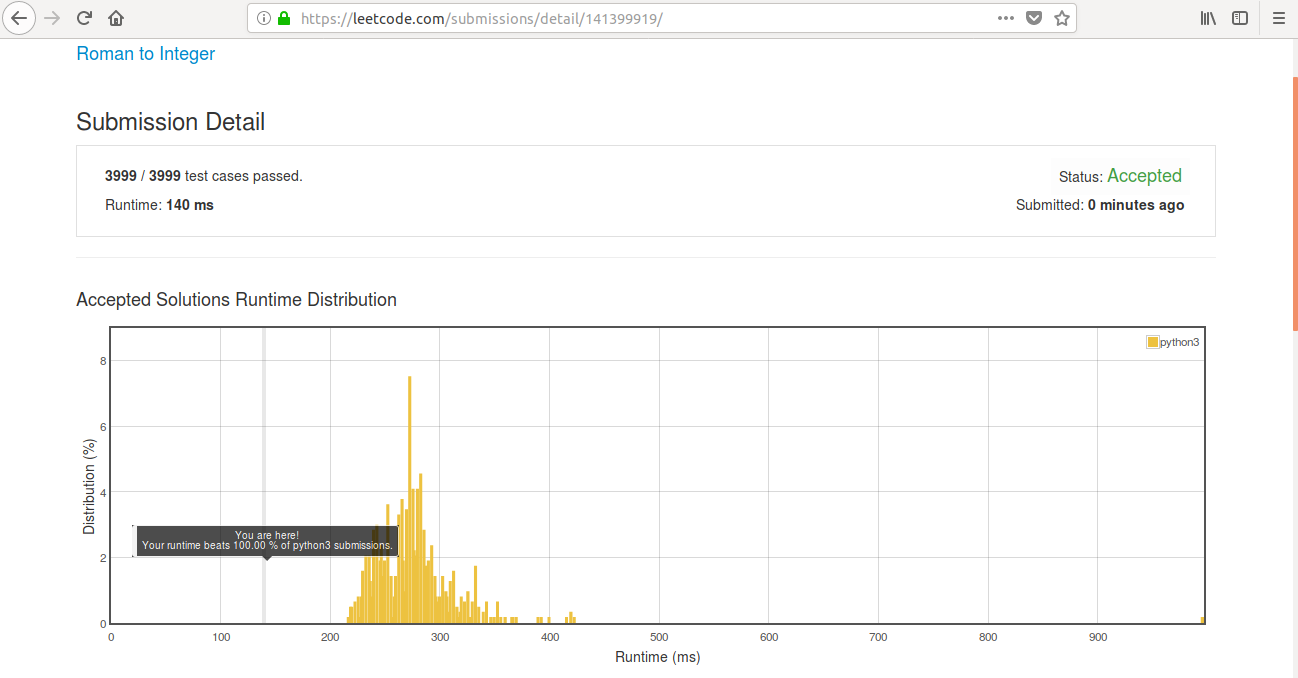 https://leetcode.com/submissions/detail/141399919/
Roman to Integer
Submission Detail
3999 / 3999 test cases passed.
Status: Accepted
Runtime: 140 ms
Submitted: 0 minutes ago
Accepted Solutions Runtime Distribution
python3
8
6
4
2
0
Distribution (%)
You are here!
Your runtime beats 100.00 % of python3 submissions.
0 100 200 300 400 500 600 700 800 900
Runtime (ms)